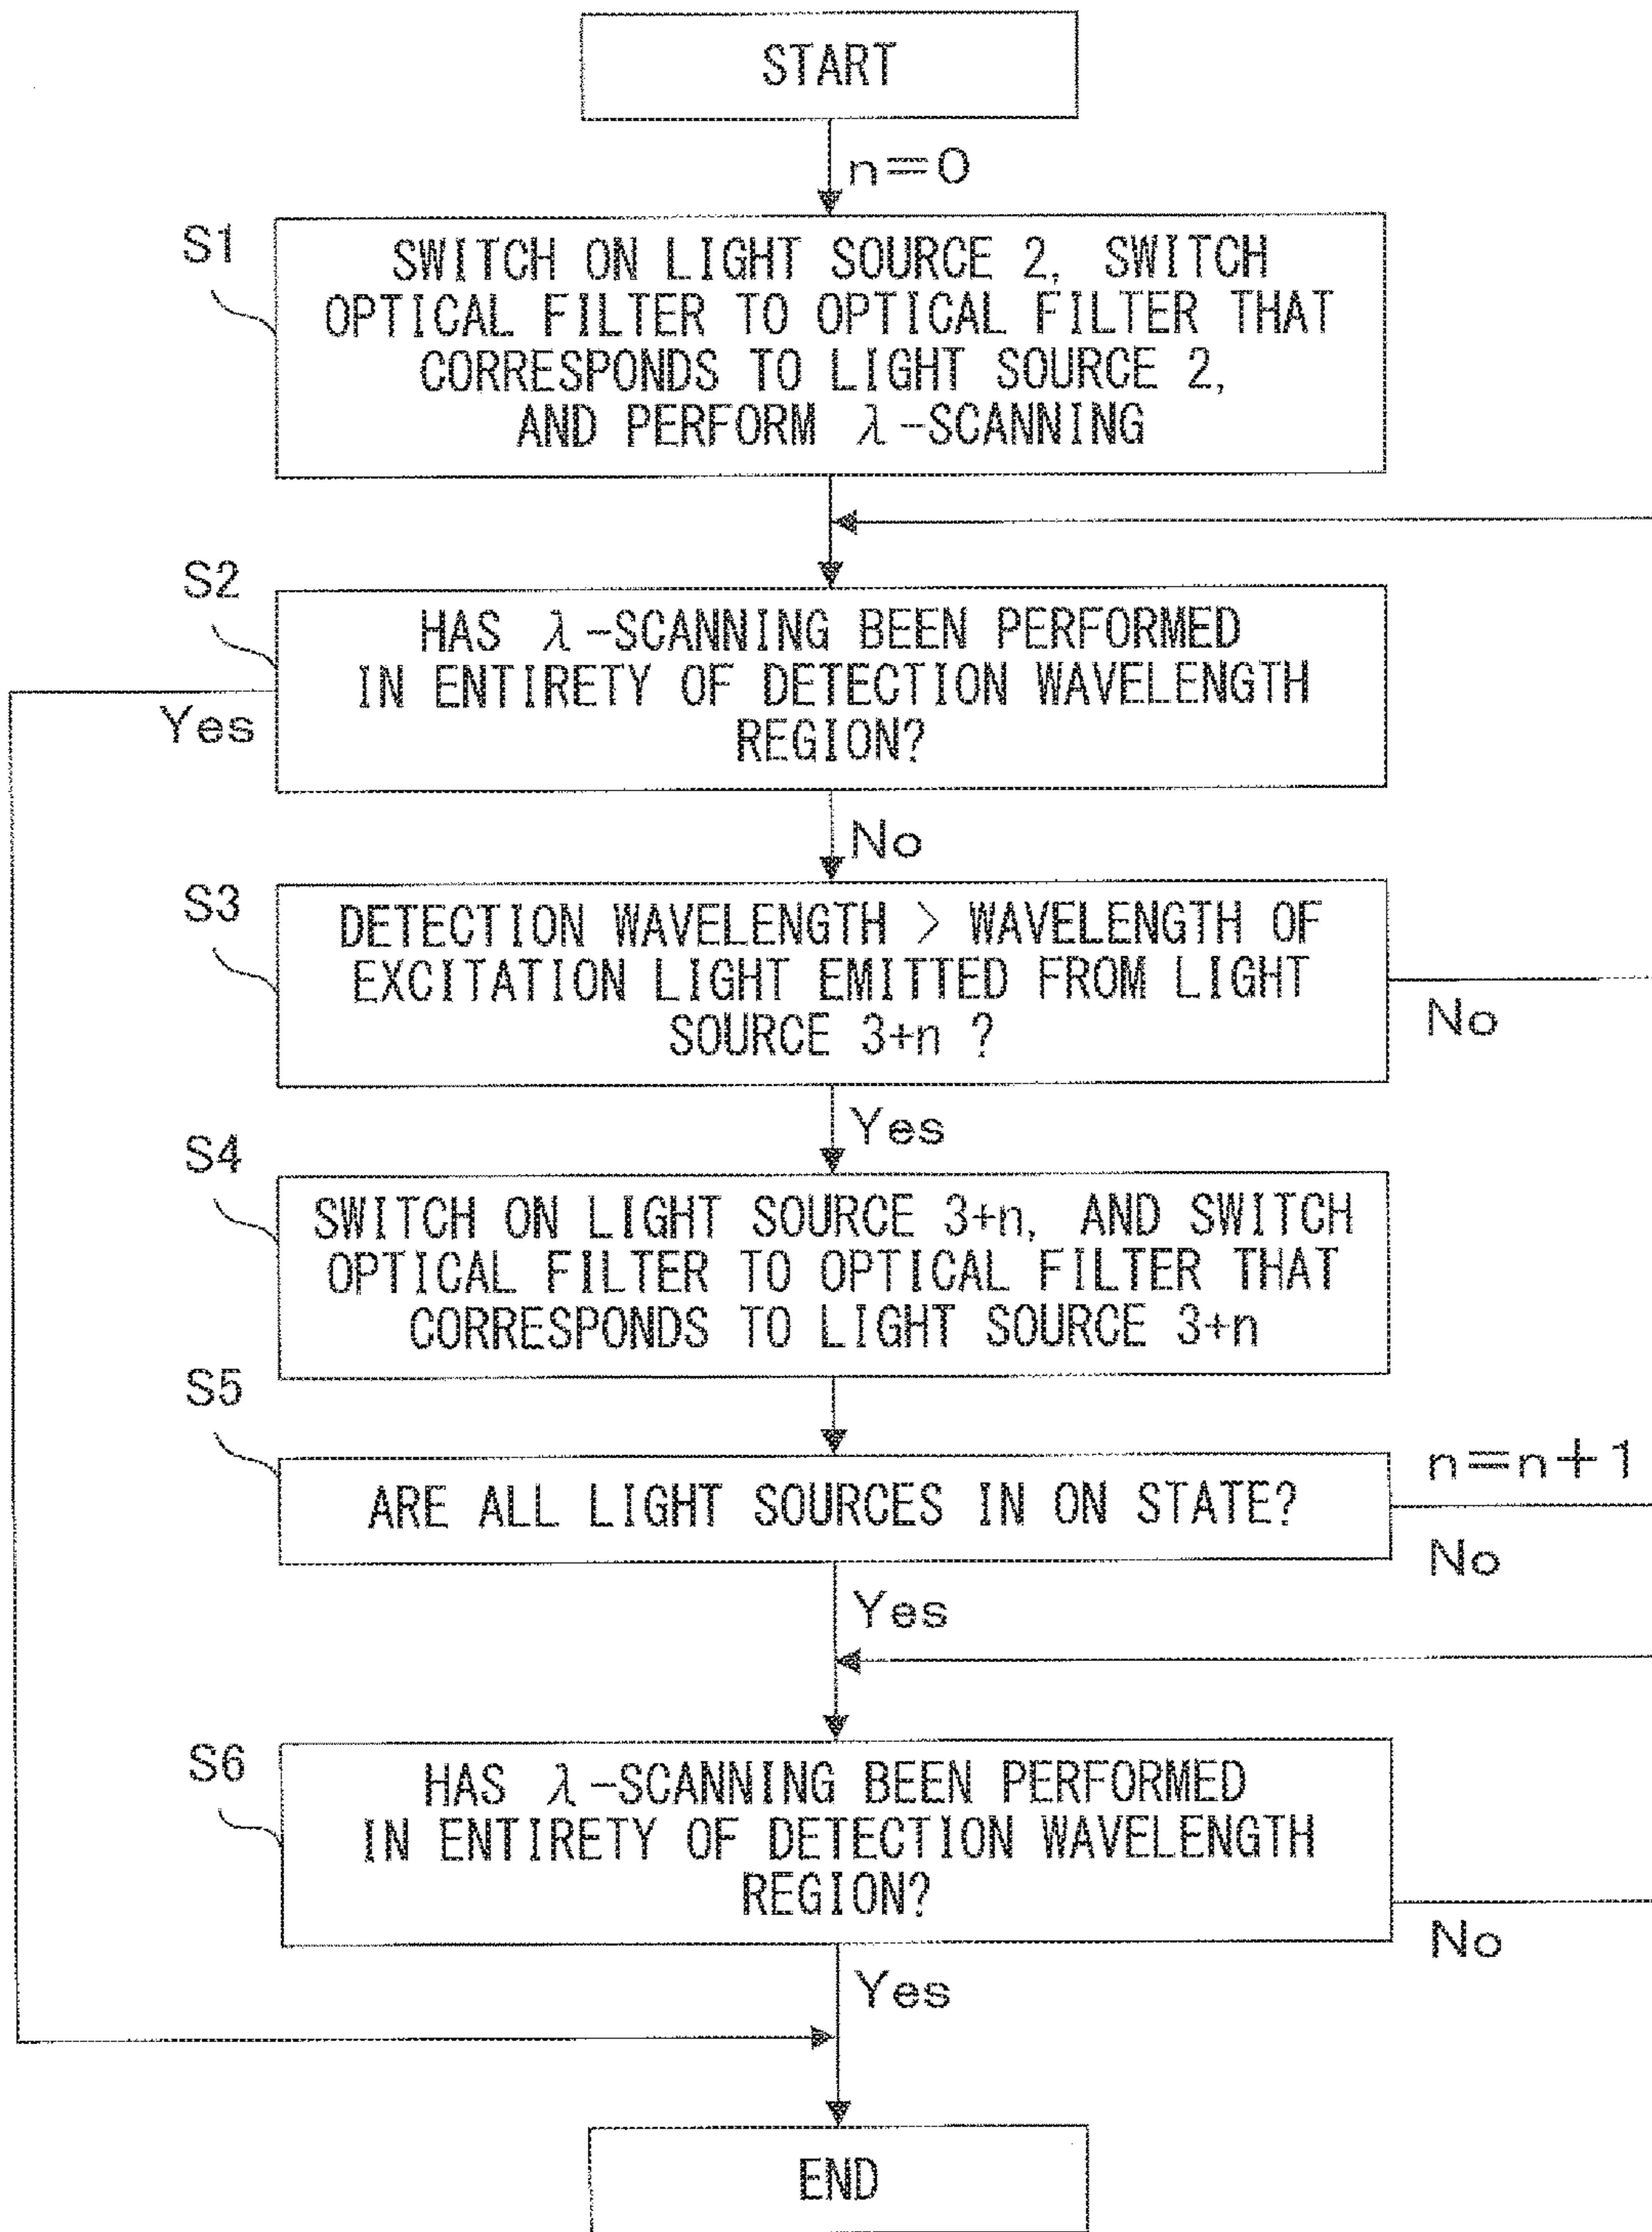 START
n=0
S1
SWITCH ON LIGHT SOURCE 2, SWITCH
OPTICAL FILTER TO OPTICAL FILTER THAT
CORRESPONDS TO LIGHT SOURCE 2,
AND PERFORM λ-SCANNING
S2
HAS λ-SCANNING BEEN PERFORMED
IN ENTIRETY OF DETECTION WAVELENGTH
REGION?
Yes
No
S3
DETECTION WAVELENGTH > WAVELENGTH OF
EXCITATION LIGHT EMITTED FROM LIGHT
SOURCE 3+n ?
No
Yes
S4
SWITCH ON LIGHT SOURCE 3+n, AND SWITCH
OPTICAL FILTER TO OPTICAL FILTER THAT
CORRESPONDS TO LIGHT SOURCE 3+n
S5
ARE ALL LIGHT SOURCES IN ON STATE?
n=n+1
No
Yes
S6
HAS λ-SCANNING BEEN PERFORMED
IN ENTIRETY OF DETECTION WAVELENGTH
REGION?
No
Yes
END